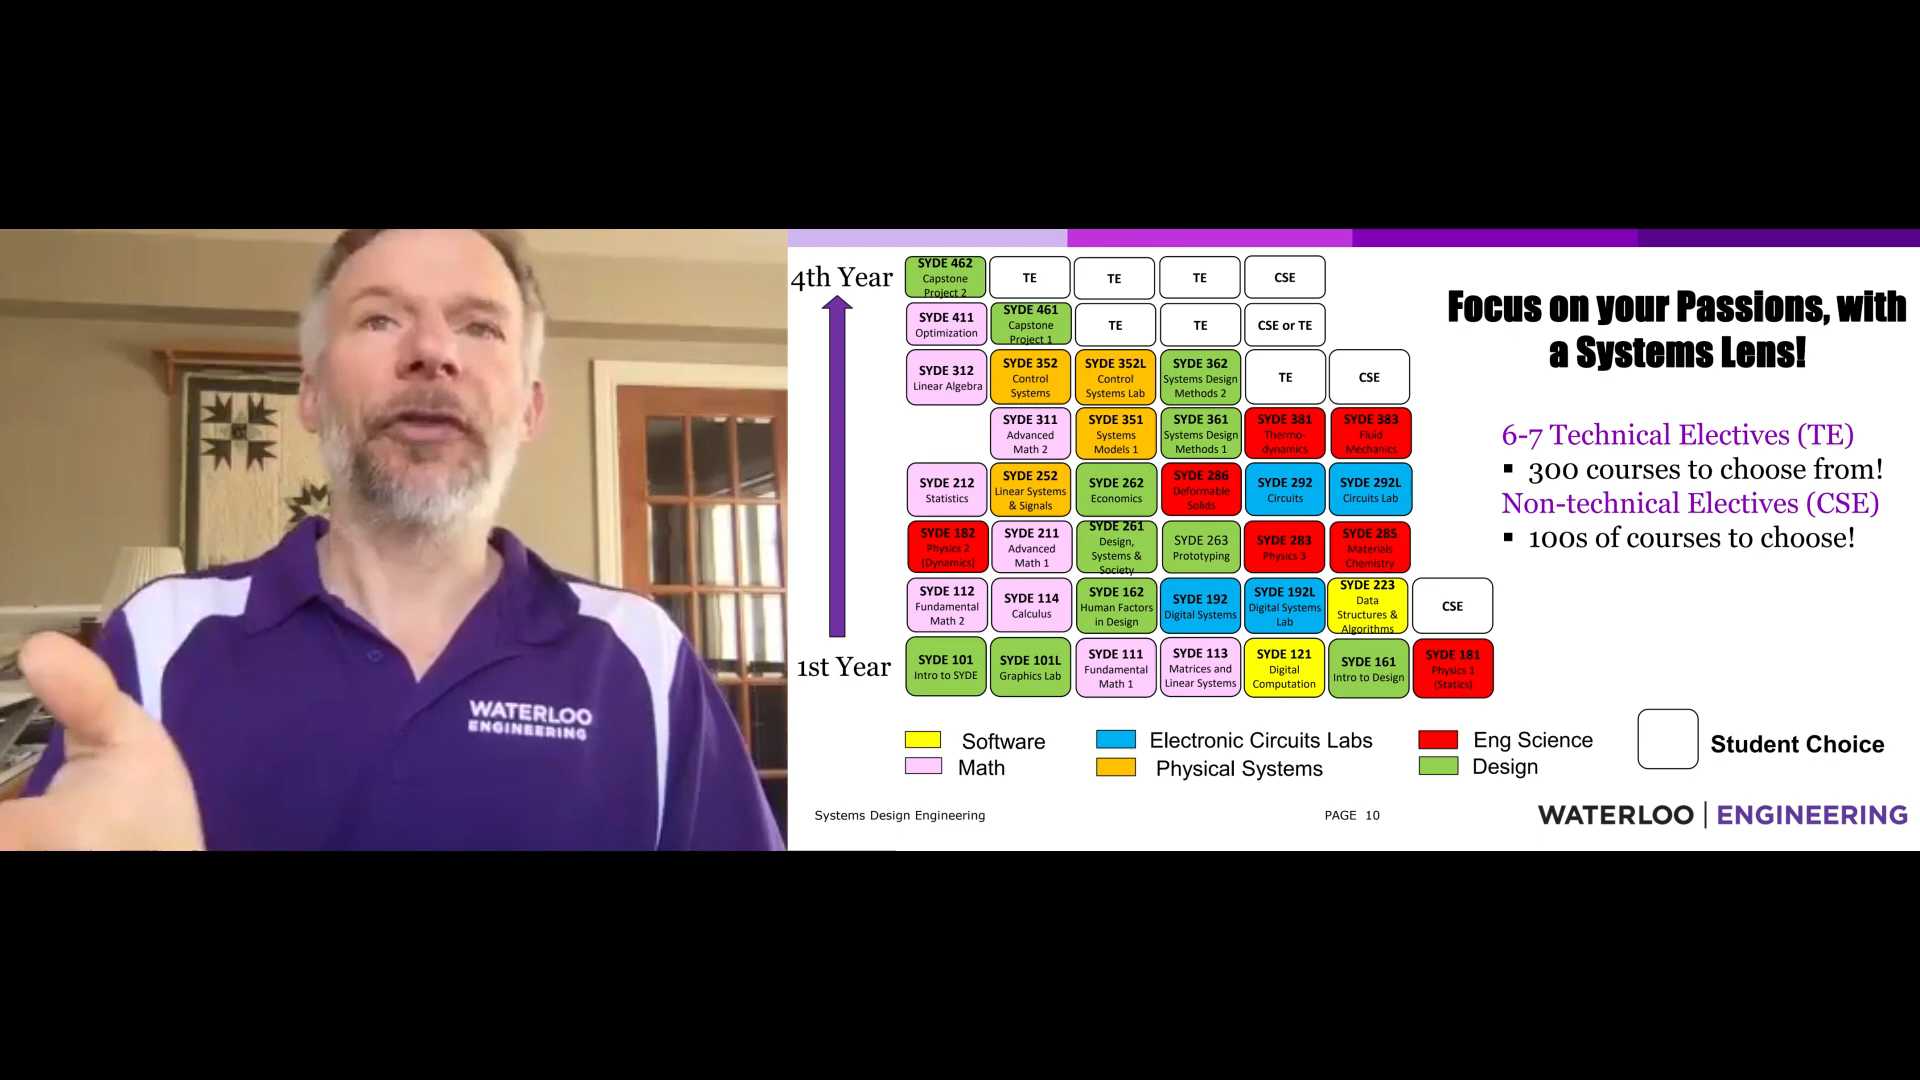 WATERLOO
ENGINEERING
4th Year
SYDE 462
Capstone
Project 2
TE
TE
TE
CSE
SYDE 411
Optimization
SYDE 461
Capstone
Project 1
TE
TE
CSE or TE
SYDE 312
Linear Algebra
SYDE 352
Control
Systems
SYDE 352L
Control
Systems Lab
SYDE 362
Systems Design
Methods 2
TE
CSE
SYDE 311
Advanced
Math 2
SYDE 351
Systems
Models 1
SYDE 361
Systems Design
Methods 1
SYDE 381
Thermo-
dynamics
SYDE 383
Fluid
Mechanics
SYDE 212
Statistics
SYDE 252
Linear Systems
& Signals
SYDE 262
Economics
SYDE 286
Deformable
Solids
SYDE 292
Circuits
SYDE 292L
Circuits Lab
SYDE 182
Physics 2
(Dynamics)
SYDE 211
Advanced
Math 1
SYDE 261
Design,
Systems &
Society
SYDE 263
Prototyping
SYDE 283
Physics 3
SYDE 285
Materials
Chemistry
SYDE 112
Fundamental
Math 2
SYDE 114
Calculus
SYDE 162
Human Factors
in Design
SYDE 192
Digital Systems
SYDE 192L
Digital Systems
Lab
SYDE 223
Data
Structures &
Algorithms
CSE
1st Year
SYDE 101
Intro to SYDE
SYDE 101L
Graphics Lab
SYDE 111
Fundamental
Math 1
SYDE 113
Matrices and
Linear Systems
SYDE 121
Digital
Computation
SYDE 161
Intro to Design
SYDE 181
Physics 1
(Statics)
Focus on your Passions, with
a Systems Lens!
6-7 Technical Electives (TE)
▪ 300 courses to choose from!
Non-technical Electives (CSE)
▪ 100s of courses to choose!
Software
Math
Electronic Circuits Labs
Physical Systems
Eng Science
Design
Student Choice
Systems Design Engineering
PAGE 10
WATERLOO | ENGINEERING